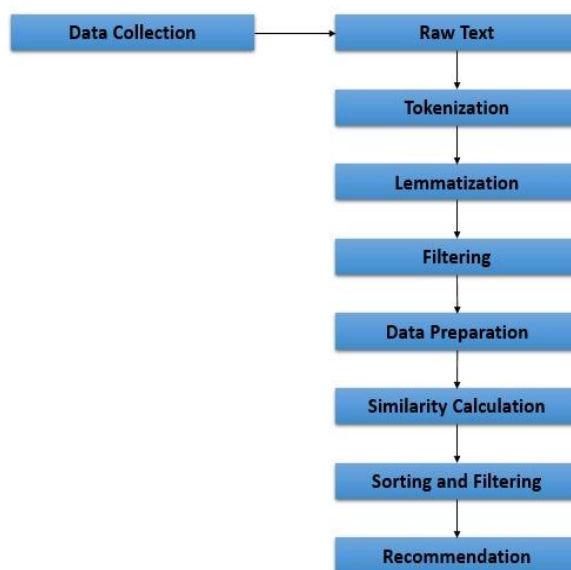 Data Collection
Raw Text
Tokenization
Lemmatization
Filtering
Data Preparation
Similarity Calculation
Sorting and Filtering
Recommendation